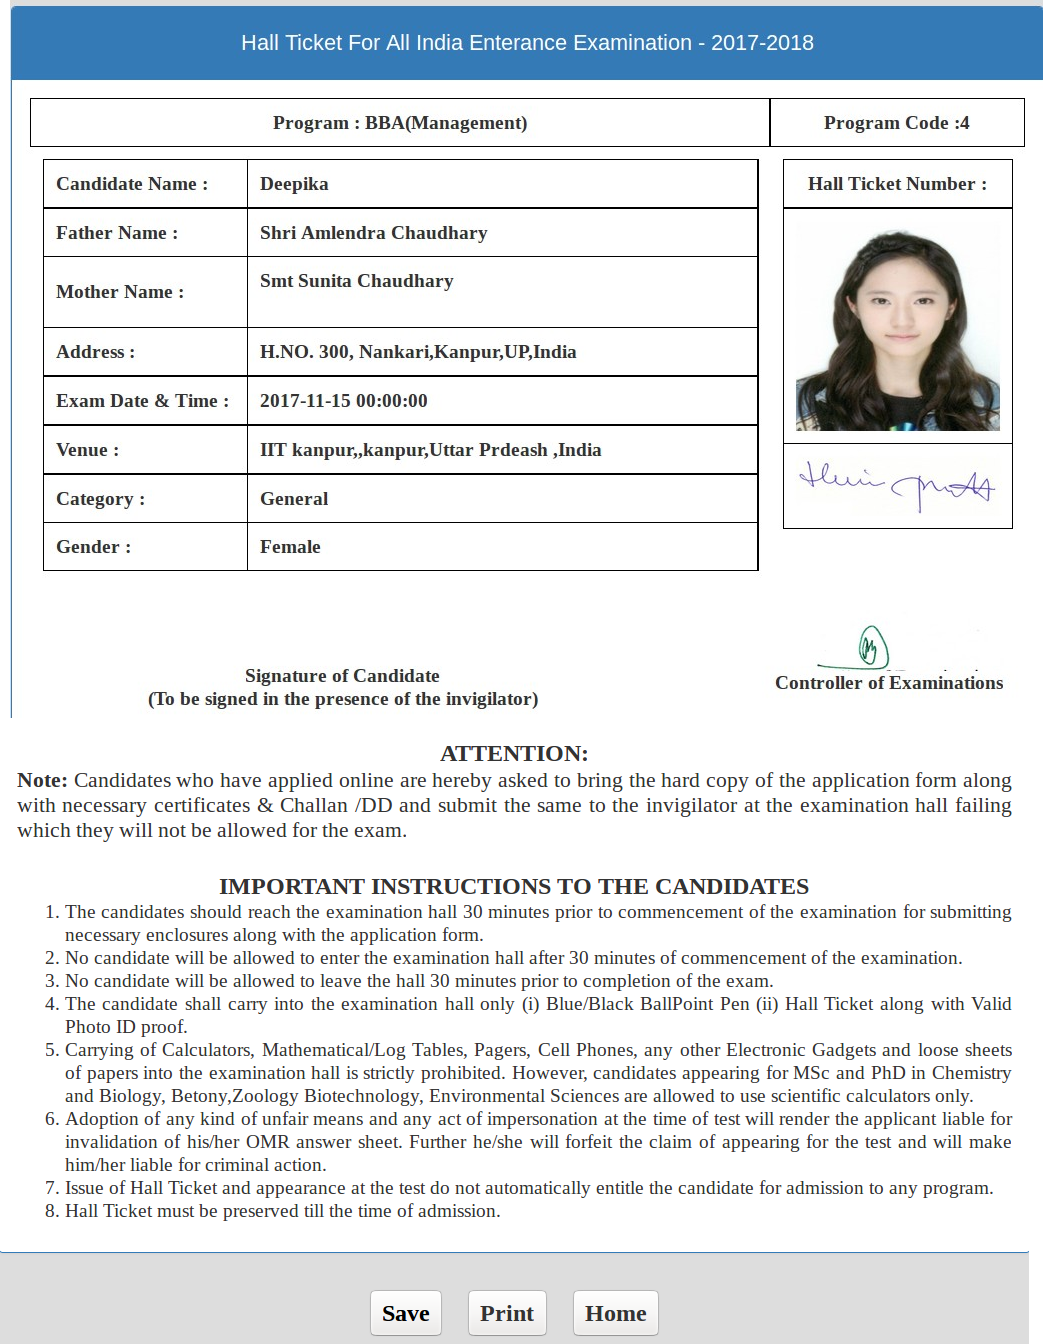 Hall Ticket For All India Enterance Examination - 2017-2018
Program : BBA(Management)
Program Code :4
Candidate Name :
Deepika
Hall Ticket Number :
Father Name :
Shri Amlendra Chaudhary
Mother Name :
Smt Sunita Chaudhary
Address :
H.NO. 300, Nankari,Kanpur,UP,India
Exam Date & Time :
2017-11-15 00:00:00
Venue :
IIT kanpur,,kanpur,Uttar Prdeash ,India
Category :
General
Gender :
Female
Signature of Candidate
(To be signed in the presence of the invigilator)
Controller of Examinations
ATTENTION:
Note: Candidates who have applied online are hereby asked to bring the hard copy of the application form along
with necessary certificates & Challan /DD and submit the same to the invigilator at the examination hall failing
which they will not be allowed for the exam.
IMPORTANT INSTRUCTIONS TO THE CANDIDATES
1. The candidates should reach the examination hall 30 minutes prior to commencement of the examination for submitting
necessary enclosures along with the application form.
2. No candidate will be allowed to enter the examination hall after 30 minutes of commencement of the examination.
3. No candidate will be allowed to leave the hall 30 minutes prior to completion of the exam.
4. The candidate shall carry into the examination hall only (i) Blue/Black BallPoint Pen (ii) Hall Ticket along with Valid
Photo ID proof.
5. Carrying of Calculators, Mathematical/Log Tables, Pagers, Cell Phones, any other Electronic Gadgets and loose sheets
of papers into the examination hall is strictly prohibited. However, candidates appearing for MSc and PhD in Chemistry
and Biology, Betony,Zoology Biotechnology, Environmental Sciences are allowed to use scientific calculators only.
6. Adoption of any kind of unfair means and any act of impersonation at the time of test will render the applicant liable for
invalidation of his/her OMR answer sheet. Further he/she will forfeit the claim of appearing for the test and will make
him/her liable for criminal action.
7. Issue of Hall Ticket and appearance at the test do not automatically entitle the candidate for admission to any program.
8. Hall Ticket must be preserved till the time of admission.
Save
Print
Home